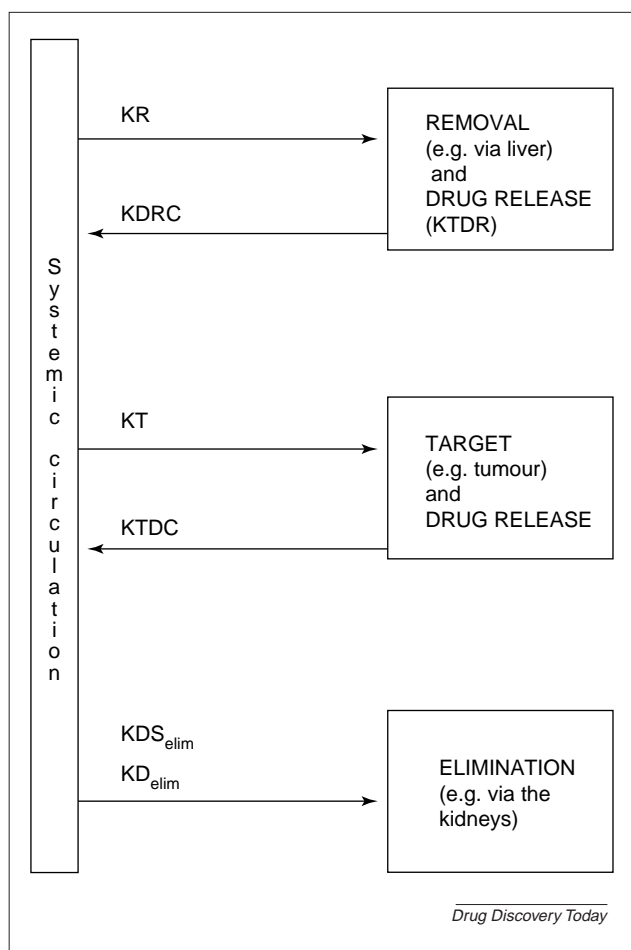 Systemic circulation
KR
REMOVAL
(e.g. via liver)
and
DRUG RELEASE
(KTDR)
KDRC
KT
TARGET
(e.g. tumour)
and
DRUG RELEASE
KTDC
KDSelim
KDelim
ELIMINATION
(e.g. via the
kidneys)
Drug Discovery Today